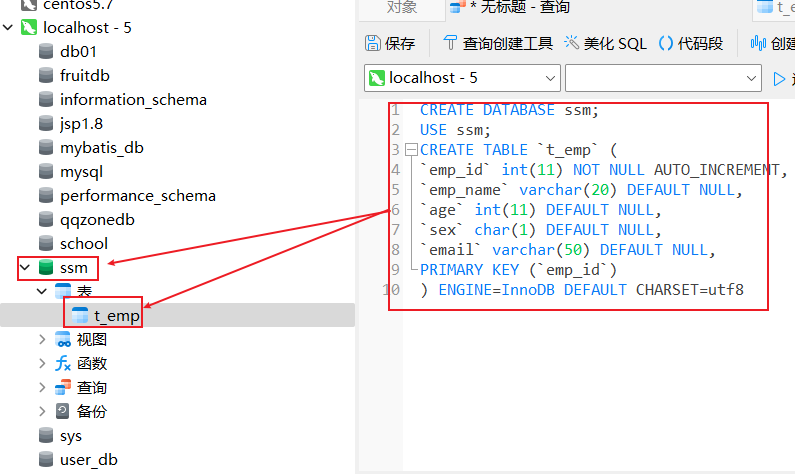 centos5.7
localhost - 5
db01
fruitdb
information_schema
jsp1.8
mybatis_db
mysql
performance_schema
qqzonedb
school
ssm
表
t_emp
视图
函数
查询
备份
sys
user_db
对象
* 无标题 - 查询
保存
查询创建工具
美化 SQL
() 代码段
localhost - 5
1 CREATE DATABASE ssm;
2 USE ssm;
3 CREATE TABLE `t_emp` (
4 `emp_id` int(11) NOT NULL AUTO_INCREMENT,
5 `emp_name` varchar(20) DEFAULT NULL,
6 `age` int(11) DEFAULT NULL,
7 `sex` char(1) DEFAULT NULL,
8 `email` varchar(50) DEFAULT NULL,
9 PRIMARY KEY (`emp_id`)
10 ) ENGINE=InnoDB DEFAULT CHARSET=utf8